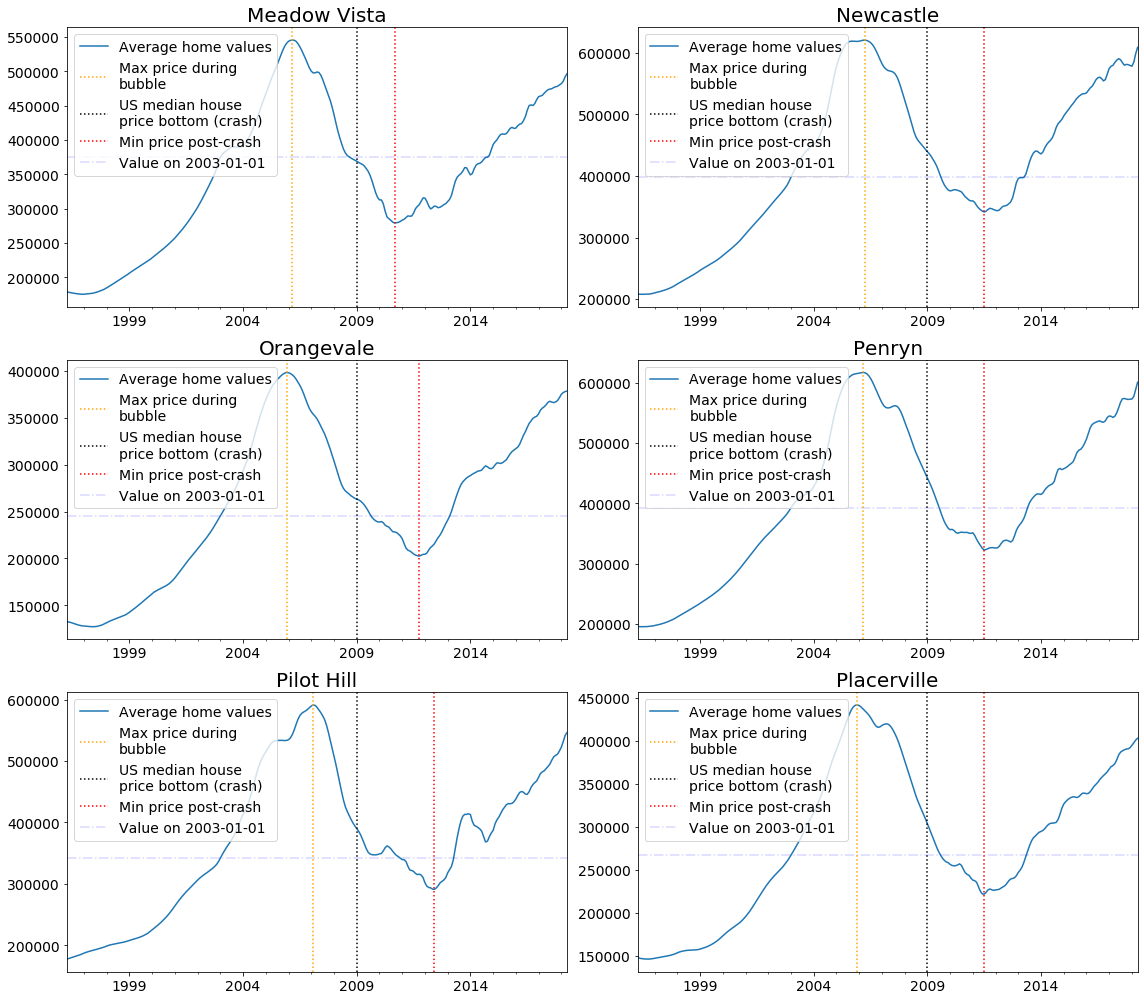 Meadow Vista
550000
500000
450000
400000
350000
300000
250000
200000
Average home values
Max price during
bubble
US median house
price bottom (crash)
Min price post-crash
Value on 2003-01-01
1999 2004 2009 2014
Newcastle
600000
500000
400000
300000
200000
Average home values
Max price during
bubble
US median house
price bottom (crash)
Min price post-crash
Value on 2003-01-01
1999 2004 2009 2014
Orangevale
400000
350000
300000
250000
200000
150000
Average home values
Max price during
bubble
US median house
price bottom (crash)
Min price post-crash
Value on 2003-01-01
1999 2004 2009 2014
Penryn
600000
500000
400000
300000
200000
Average home values
Max price during
bubble
US median house
price bottom (crash)
Min price post-crash
Value on 2003-01-01
1999 2004 2009 2014
Pilot Hill
600000
500000
400000
300000
200000
Average home values
Max price during
bubble
US median house
price bottom (crash)
Min price post-crash
Value on 2003-01-01
1999 2004 2009 2014
Placerville
450000
400000
350000
300000
250000
200000
150000
Average home values
Max price during
bubble
US median house
price bottom (crash)
Min price post-crash
Value on 2003-01-01
1999 2004 2009 2014